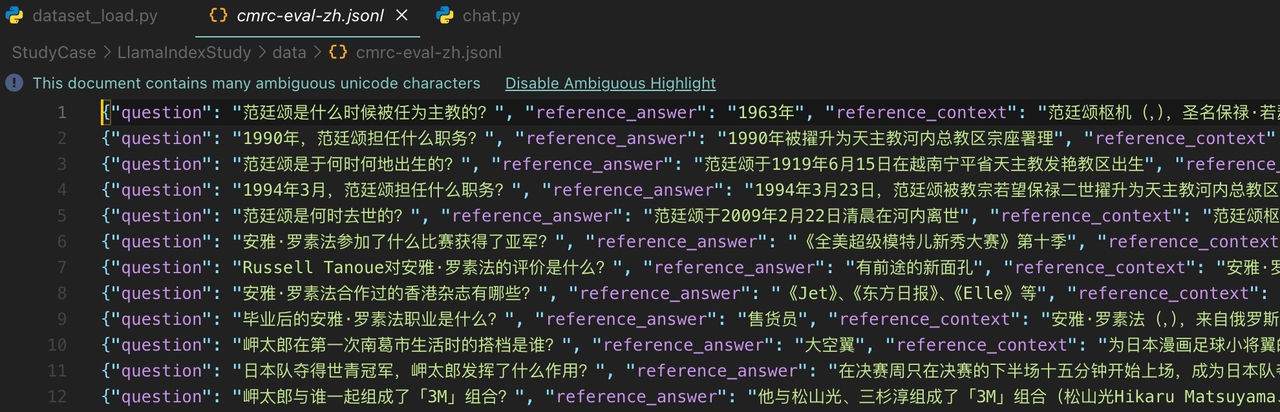 dataset_load.py
{} cmrc-eval-zh.jsonl ×
chat.py
StudyCase > LlamaIndexStudy > data > {} cmrc-eval-zh.jsonl
This document contains many ambiguous unicode characters Disable Ambiguous Highlight
1 {"question": "范廷颂是什么时候被任为主教的？", "reference_answer": "1963年", "reference_context": "范廷颂枢机（,），圣名保禄·若
2 {"question": "1990年，范廷颂担任什么职务？", "reference_answer": "1990年被擢升为天主教河内总教区宗座署理", "reference_context"
3 {"question": "范廷颂是于何时何地出生的？", "reference_answer": "范廷颂于1919年6月15日在越南宁平省天主教发艳教区出生", "reference_
4 {"question": "1994年3月，范廷颂担任什么职务？", "reference_answer": "1994年3月23日，范廷颂被教宗若望保禄二世擢升为天主教河内总教区
5 {"question": "范廷颂是何时去世的？", "reference_answer": "范廷颂于2009年2月22日清晨在河内离世", "reference_context": "范廷颂枢
6 {"question": "安雅·罗素法参加了什么比赛获得了亚军？", "reference_answer": "《全美超级模特儿新秀大赛》第十季", "reference_context
7 {"question": "Russell Tanoue对安雅·罗素法的评价是什么？", "reference_answer": "有前途的新面孔", "reference_context": "安雅·罗
8 {"question": "安雅·罗素法合作过的香港杂志有哪些？", "reference_answer": "《Jet》、《东方日报》、《Elle》等", "reference_context":
9 {"question": "毕业后的安雅·罗素法职业是什么？", "reference_answer": "售货员", "reference_context": "安雅·罗素法（,），来自俄罗斯
10 {"question": "岬太郎在第一次南葛市生活时的搭档是谁？", "reference_answer": "大空翼", "reference_context": "为日本漫画足球小将翼的
11 {"question": "日本队夺得世青冠军，岬太郎发挥了什么作用？", "reference_answer": "在决赛周只在决赛的下半场十五分钟开始上场，成为日本队夺
12 {"question": "岬太郎与谁一起组成了「3M」组合？", "reference_answer": "他与松山光、三杉淳组成了「3M」组合（松山光Hikaru Matsuyama、